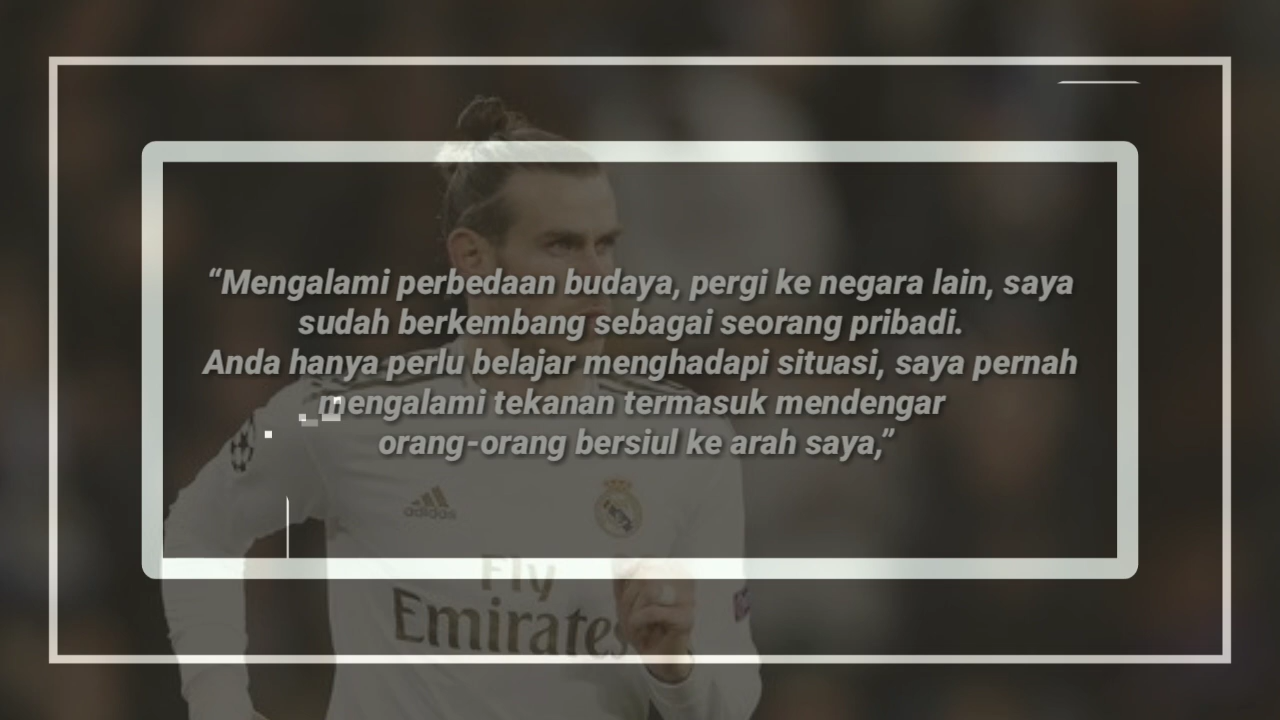 “Mengalami perbedaan budaya, pergi ke negara lain, saya
sudah berkembang sebagai seorang pribadi.
Anda hanya perlu belajar menghadapi situasi, saya pernah
mengalami tekanan termasuk mendengar
orang-orang bersiul ke arah saya,”
adidas
Fly
Emirates